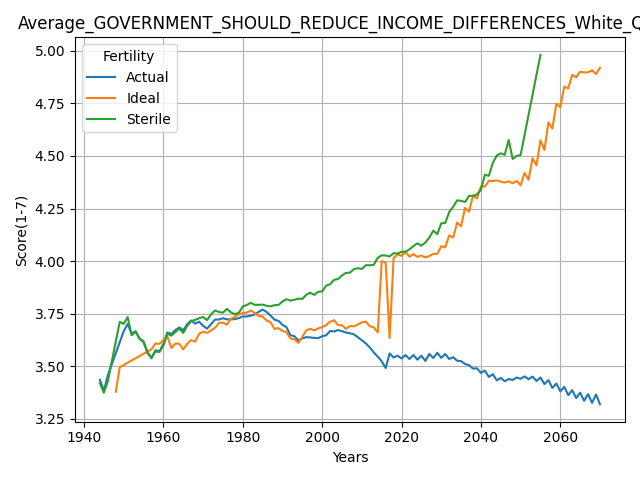 Average_GOVERNMENT_SHOULD_REDUCE_INCOME_DIFFERENCES_White_Q
Fertility
Actual
Ideal
Sterile
Score(1-7)
5.00
4.75
4.50
4.25
4.00
3.75
3.50
3.25
1940 1960 1980 2000 2020 2040 2060
Years